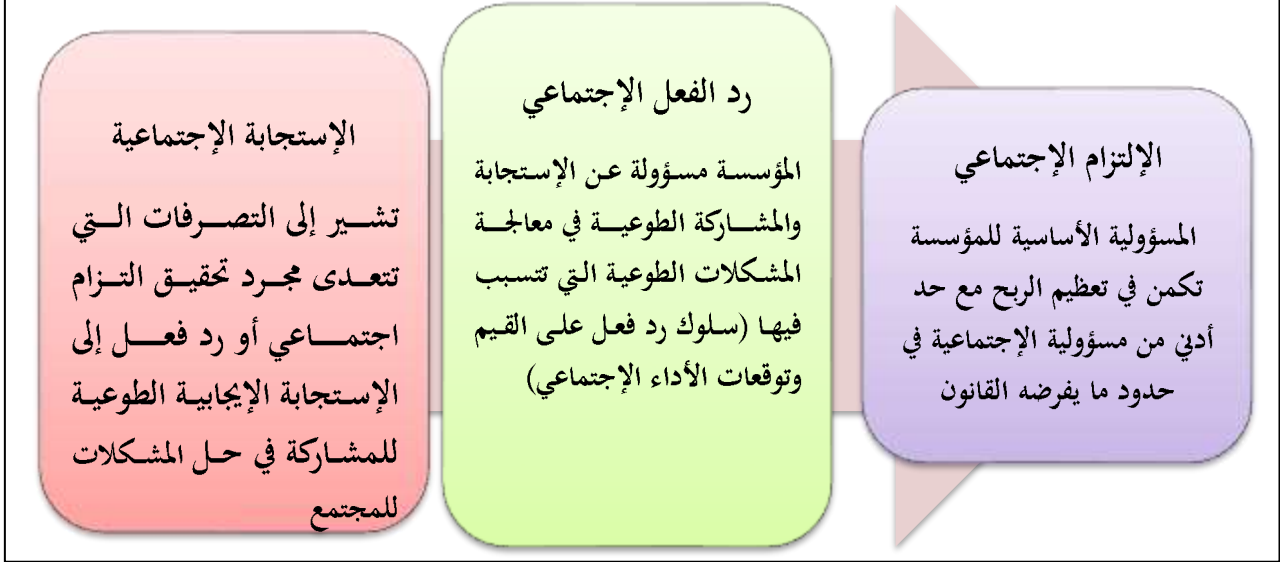 الإلتزام الإجتماعي
المسؤولية الأساسية للمؤسسة
تكمن في تعظيم الربح مع حد
أدني من مسؤولية الإجتماعية في
حدود ما يفرضه القانون
رد الفعل الإجتماعي
المؤسسة مسؤولة عن الإستجابة
والمشاركة الطوعية في معالجة
المشكلات الطوعية التي تتسبب
فيها (سلوك رد فعل على القيم
وتوقعات الأداء الإجتماعي)
الإستجابة الإجتماعية
تشير إلى التصرفات التي
تتعدى مجرد تحقيق التزام
اجتماعي أو رد فعل إلى
الإستجابة الإيجابية الطوعية
للمشاركة في حل المشكلات
للمجتمع